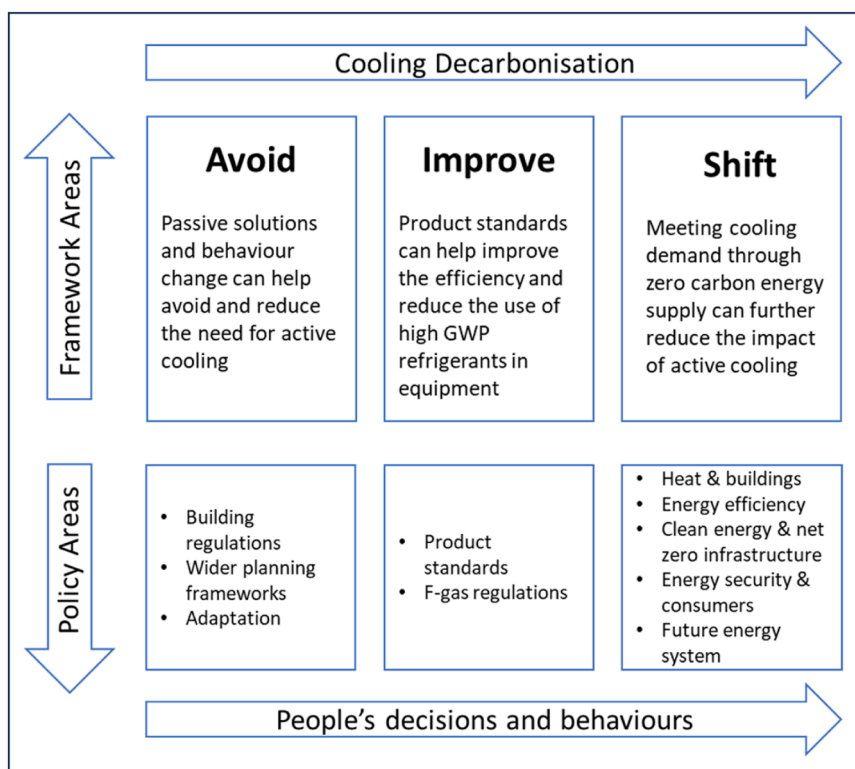 Cooling Decarbonisation
Framework Areas
Avoid
Passive solutions
and behaviour
change can help
avoid and reduce
the need for active
cooling
Improve
Product standards
can help improve
the efficiency and
reduce the use of
high GWP
refrigerants in
equipment
Shift
Meeting cooling
demand through
zero carbon energy
supply can further
reduce the impact
of active cooling
Policy Areas
• Building
regulations
• Wider planning
frameworks
• Adaptation
• Product
standards
• F-gas regulations
• Heat & buildings
• Energy efficiency
• Clean energy & net
zero infrastructure
• Energy security &
consumers
• Future energy
system
People's decisions and behaviours